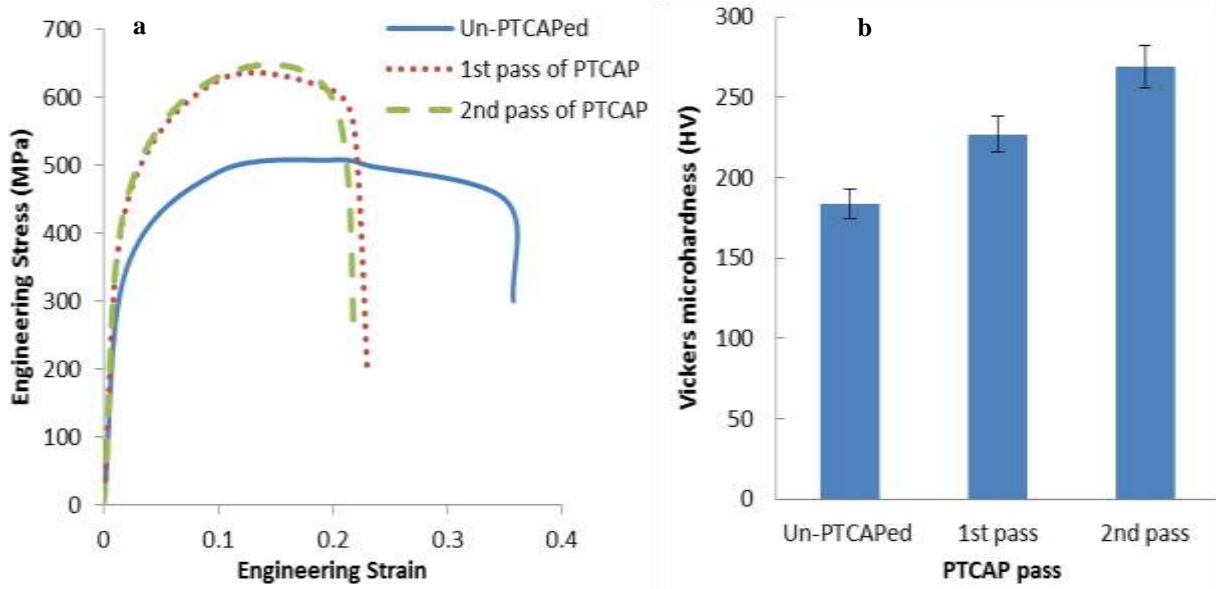 a
Un-PTCAPed
1st pass of PTCAP
2nd pass of PTCAP
Engineering Stress (MPa)
700
600
500
400
300
200
100
0
0
0.1
0.2
0.3
0.4
Engineering Strain
b
Vickers microhardness (HV)
300
250
200
150
100
50
0
Un-PTCAPed
1st pass
2nd pass
PTCAP pass